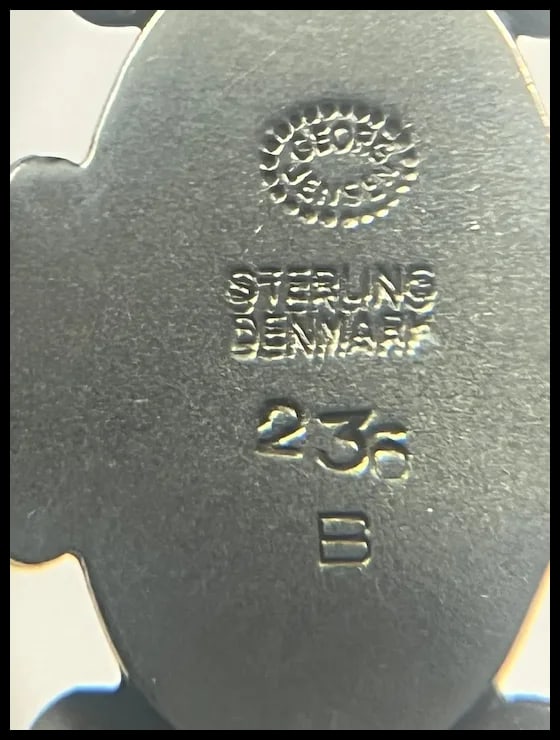 GEORG
JENSEN
STERLING
DENMARK
236
B